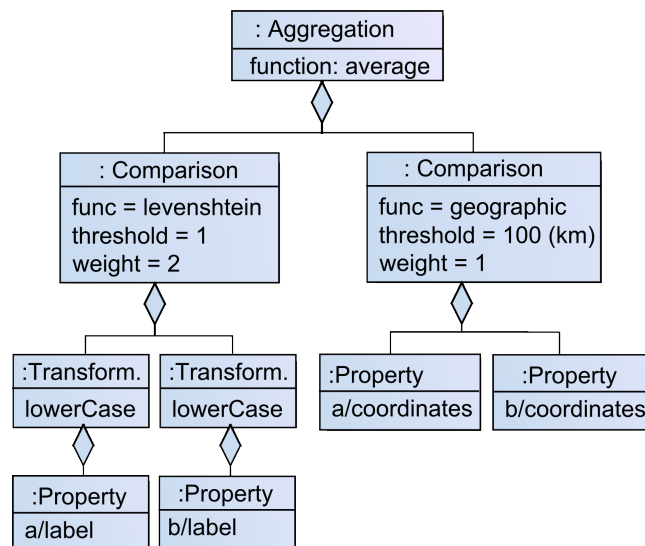 : Aggregation
function: average
: Comparison
func = levenshtein
threshold = 1
weight = 2
: Comparison
func = geographic
threshold = 100 (km)
weight = 1
:Transform.
lowerCase
:Transform.
lowerCase
:Property
a/coordinates
:Property
b/coordinates
:Property
a/label
:Property
b/label